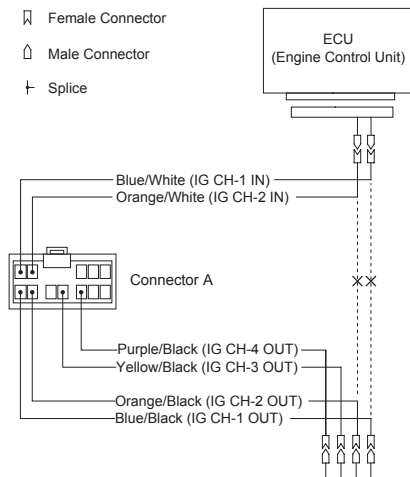 Female Connector
Male Connector
Splice
ECU
(Engine Control Unit)
Blue/White (IG CH-1 IN)
Orange/White (IG CH-2 IN)
Connector A
Purple/Black (IG CH-4 OUT)
Yellow/Black (IG CH-3 OUT)
Orange/Black (IG CH-2 OUT)
Blue/Black (IG CH-1 OUT)